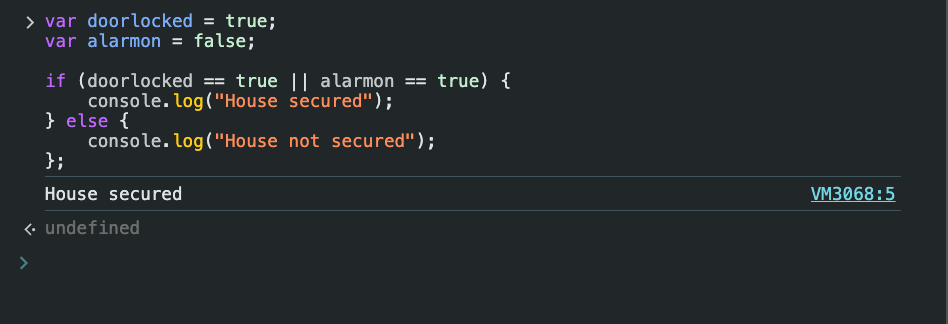 > var doorlocked = true;
var alarmon = false;
if (doorlocked == true || alarmon == true) {
    console.log("House secured");
} else {
    console.log("House not secured");
};
House secured VM3068:5
undefined
>